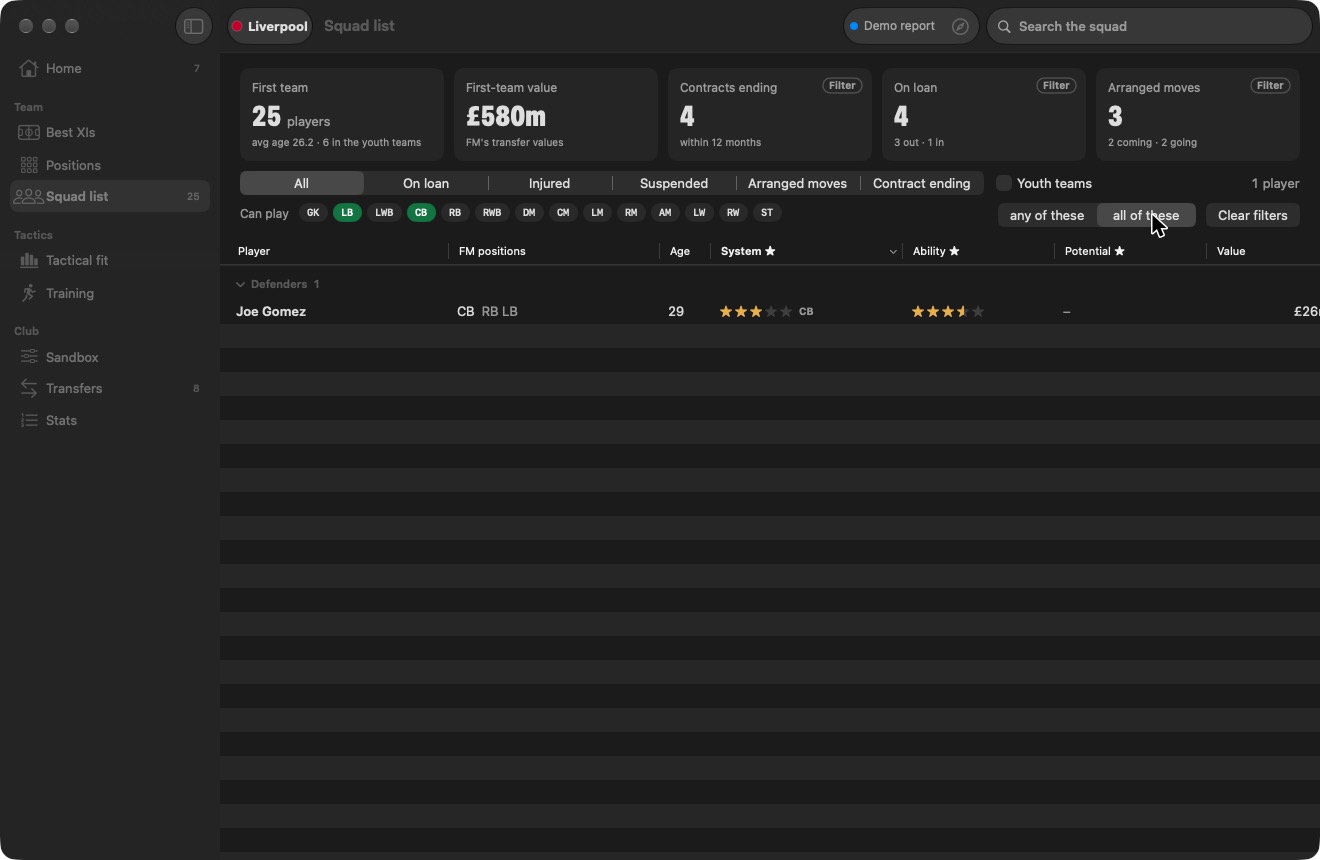 Liverpool
Squad list
Demo report
Search the squad
Home 7
Team
Best XIs
Positions
Squad list 25
Tactics
Tactical fit
Training
Club
Sandbox
Transfers 8
Stats
First team
25 players
avg age 26.2 · 6 in the youth teams
First-team value
£580m
FM's transfer values
Contracts ending Filter
4
within 12 months
On loan Filter
4
3 out · 1 in
Arranged moves Filter
3
2 coming · 2 going
All On loan Injured Suspended Arranged moves Contract ending Youth teams 1 player
Can play GK LB LWB CB RB RWB DM CM LM RM AM LW RW ST any of these all of these Clear filters
Player FM positions Age System ★ Ability ★ Potential ★ Value
Defenders 1
Joe Gomez CB RB LB 29 ★★★★★ CB ★★★★★ – £26